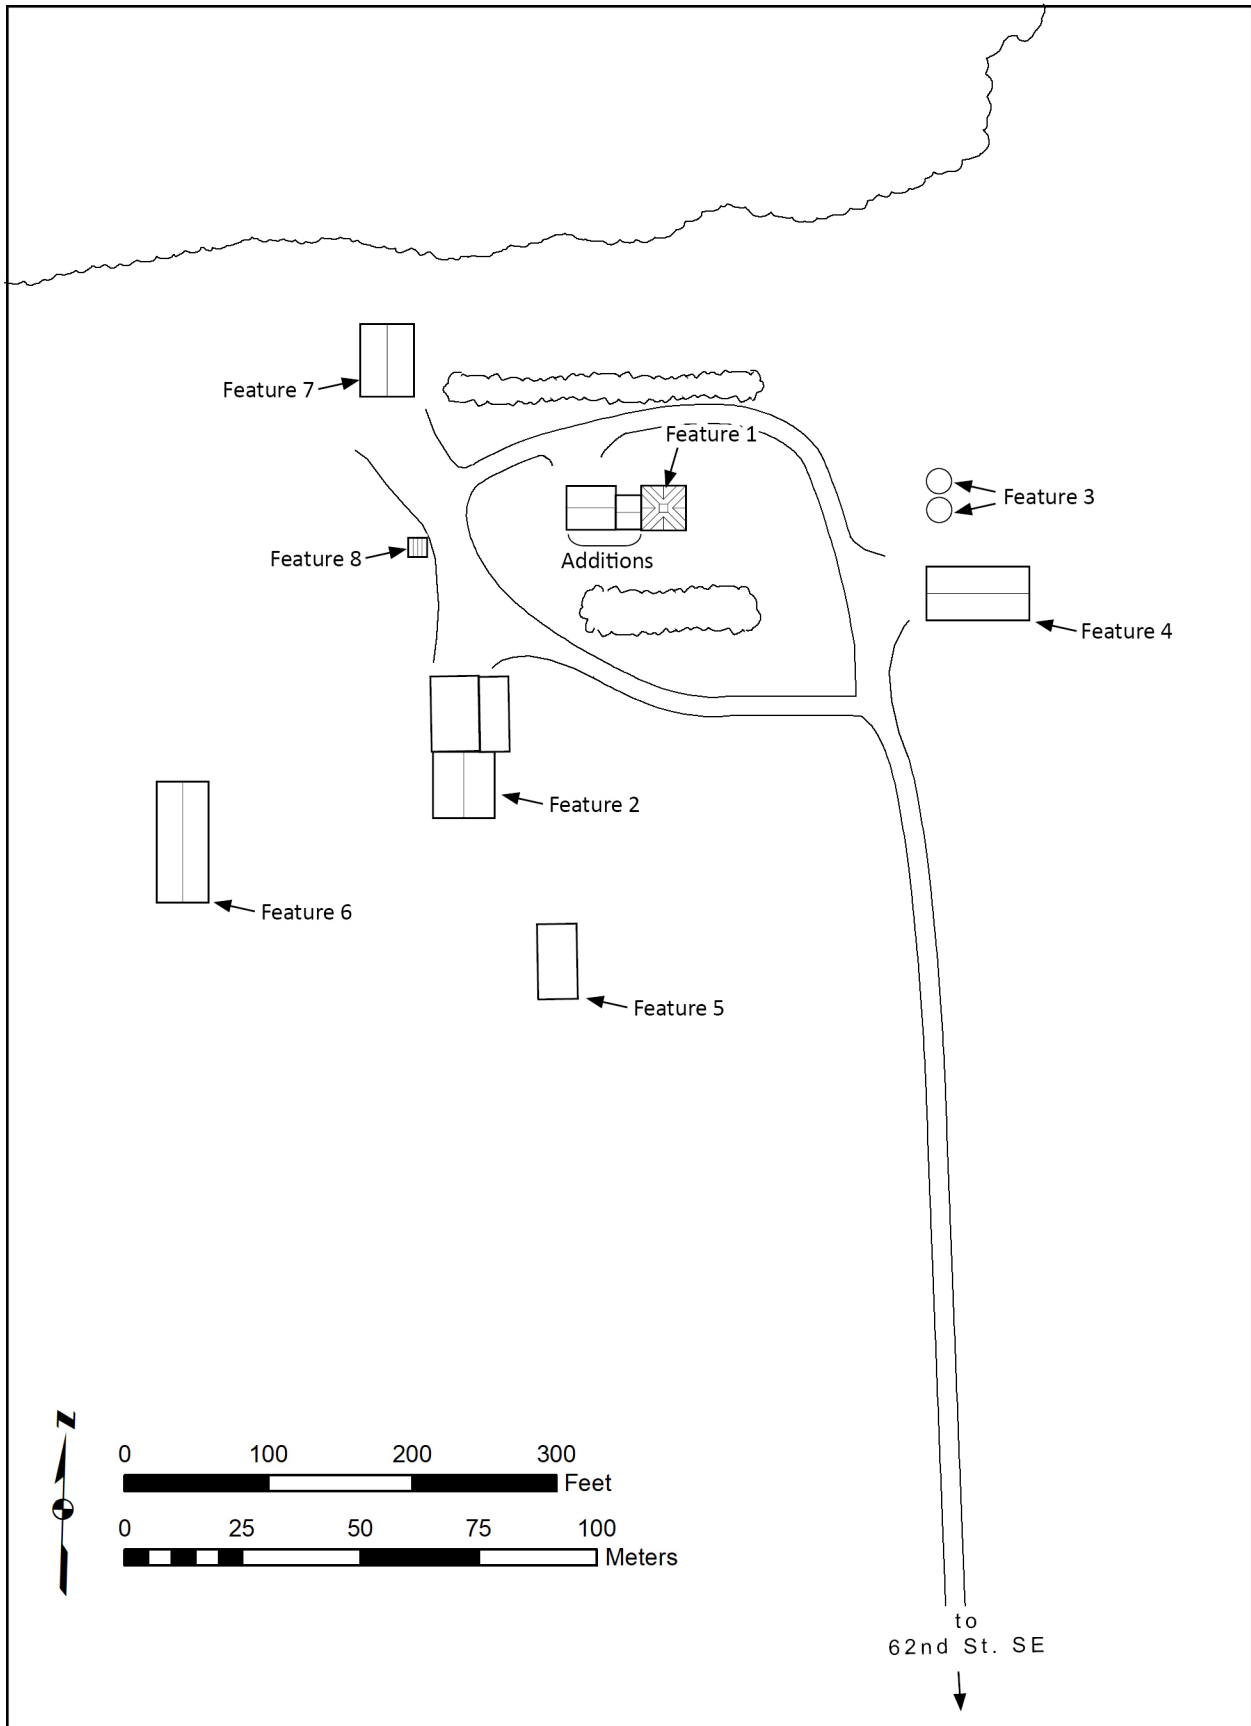 Feature 7
Feature 1
Feature 3
Feature 8
Additions
Feature 4
Feature 2
Feature 6
Feature 5
N
0 100 200 300
Feet
0 25 50 75 100
Meters
to
62nd St. SE